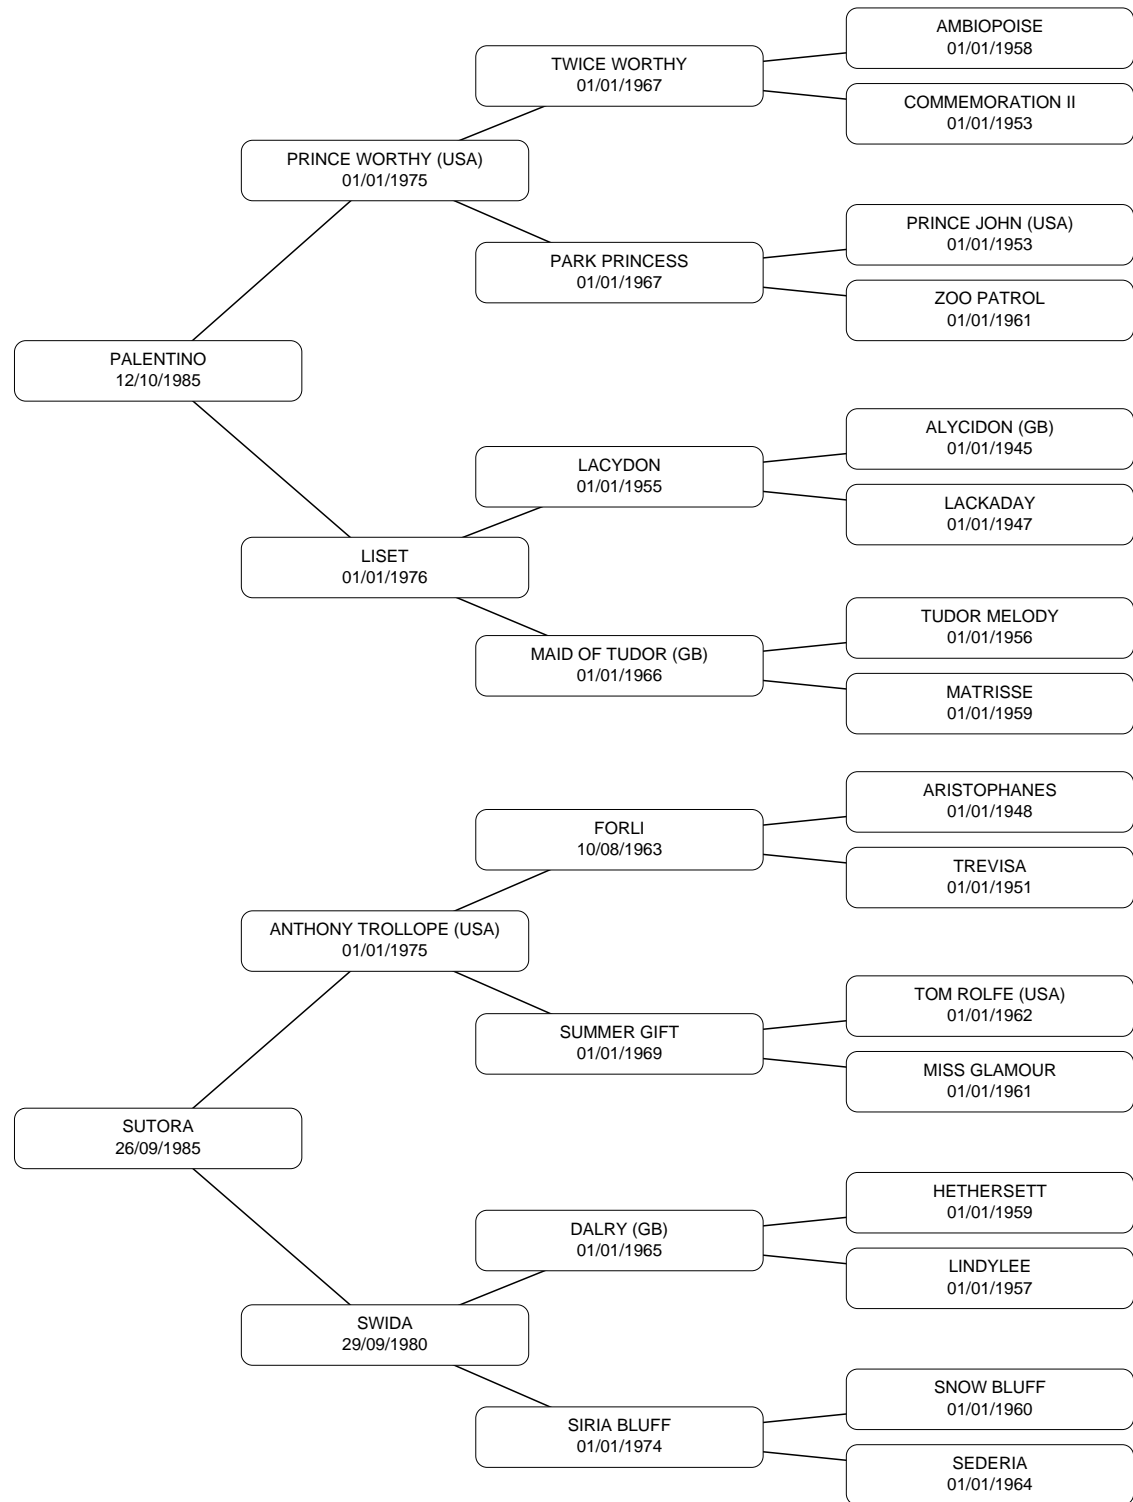 AMBIOPOISE
01/01/1958
TWICE WORTHY
01/01/1967
COMMEMORATION II
01/01/1953
PRINCE WORTHY (USA)
01/01/1975
PRINCE JOHN (USA)
01/01/1953
PARK PRINCESS
01/01/1967
ZOO PATROL
01/01/1961
PALENTINO
12/10/1985
ALYCIDON (GB)
01/01/1945
LACYDON
01/01/1955
LACKADAY
01/01/1947
LISET
01/01/1976
TUDOR MELODY
01/01/1956
MAID OF TUDOR (GB)
01/01/1966
MATRISSE
01/01/1959
ARISTOPHANES
01/01/1948
FORLI
10/08/1963
TREVISA
01/01/1951
ANTHONY TROLLOPE (USA)
01/01/1975
TOM ROLFE (USA)
01/01/1962
SUMMER GIFT
01/01/1969
MISS GLAMOUR
01/01/1961
SUTORA
26/09/1985
HETHERSETT
01/01/1959
DALRY (GB)
01/01/1965
LINDYLEE
01/01/1957
SWIDA
29/09/1980
SNOW BLUFF
01/01/1960
SIRIA BLUFF
01/01/1974
SEDERIA
01/01/1964